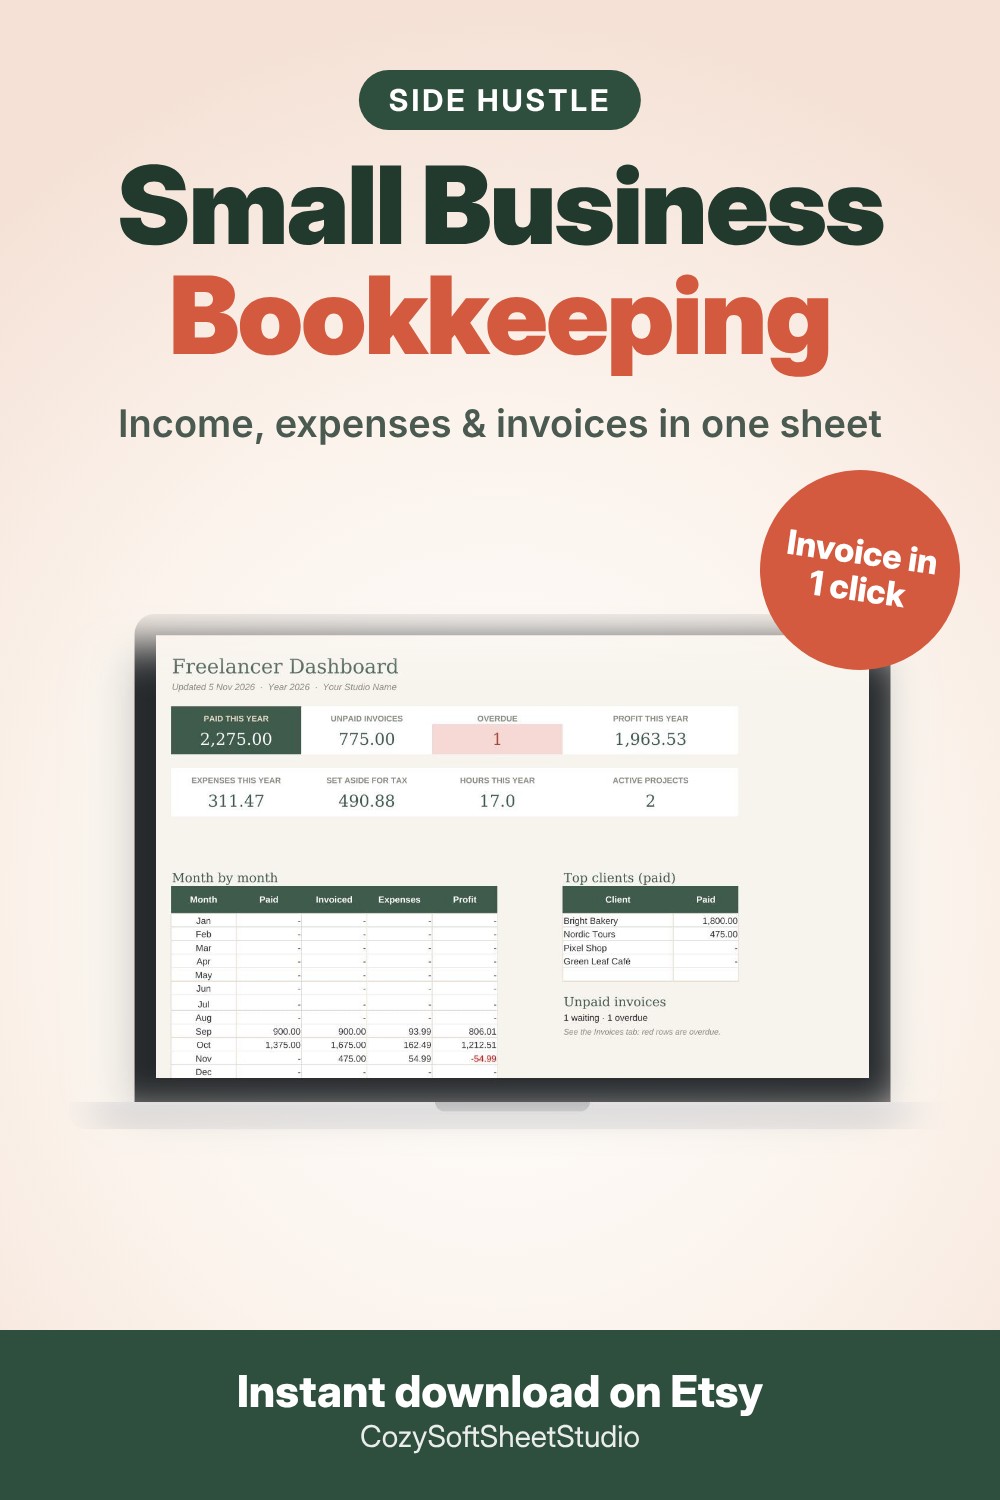 SIDE HUSTLE
Small Business
Bookkeeping
Income, expenses & invoices in one sheet
Invoice in
1 click
Freelancer Dashboard
Updated 5 Nov 2026 · Year 2026 · Your Studio Name
PAID THIS YEAR UNPAID INVOICES OVERDUE PROFIT THIS YEAR
2,275.00 775.00 1 1,963.53
EXPENSES THIS YEAR SET ASIDE FOR TAX HOURS THIS YEAR ACTIVE PROJECTS
311.47 490.88 17.0 2
Month by month
Month Paid Invoiced Expenses Profit
Jan - - - -
Feb - - - -
Mar - - - -
Apr - - - -
May - - - -
Jun - - - -
Jul - - - -
Aug - - - -
Sep 900.00 900.00 93.99 806.01
Oct 1,375.00 1,675.00 162.49 1,212.51
Nov - 475.00 54.99 -54.99
Dec - - - -
Top clients (paid)
Client Paid
Bright Bakery 1,800.00
Nordic Tours 475.00
Pixel Shop -
Green Leaf Café -
Unpaid invoices
1 waiting · 1 overdue
See the Invoices tab: red rows are overdue.
Instant download on Etsy
CozySoftSheetStudio